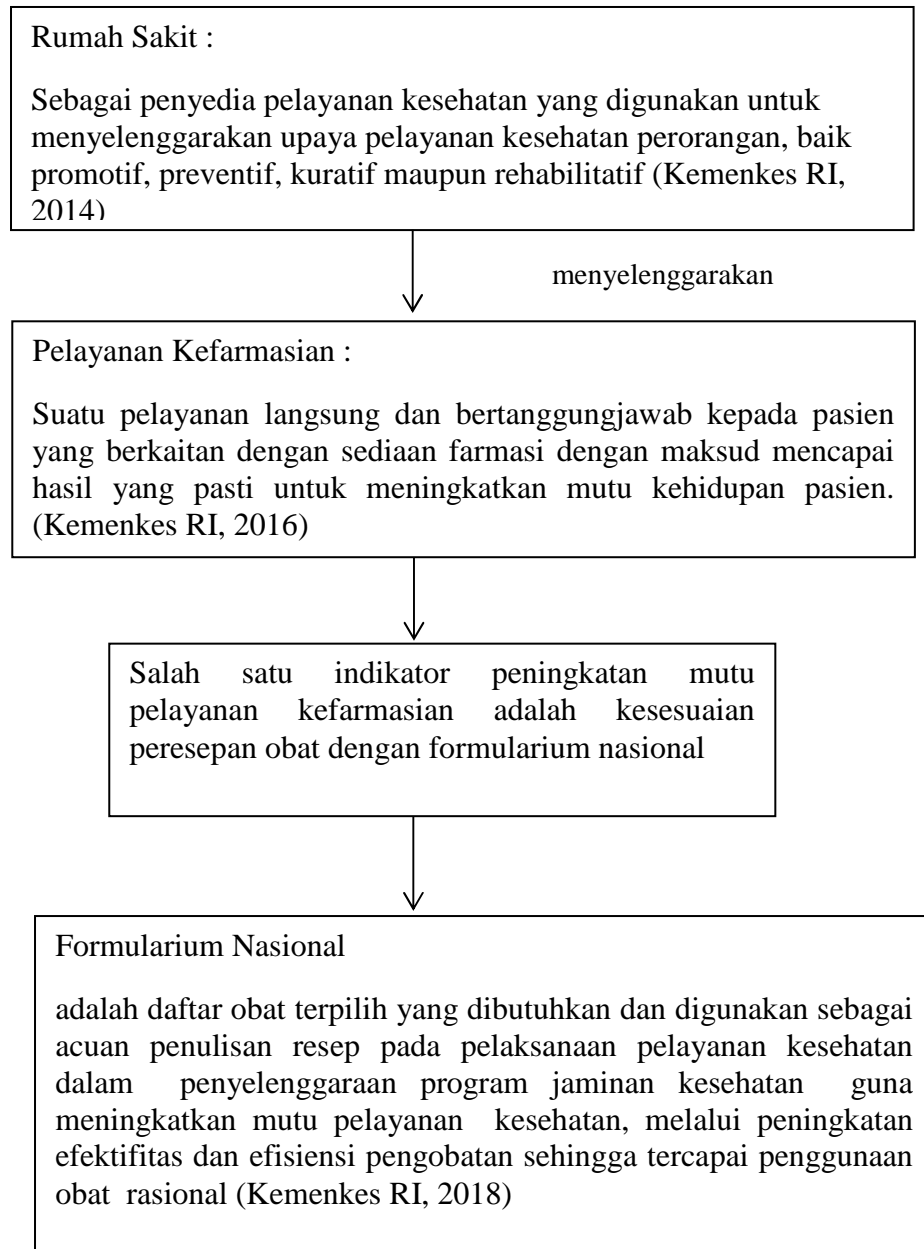 Rumah Sakit :
Sebagai penyedia pelayanan kesehatan yang digunakan untuk
menyelenggarakan upaya pelayanan kesehatan perorangan, baik
promotif, preventif, kuratif maupun rehabilitatif (Kemenkes RI,
2014)
menyelenggarakan
Pelayanan Kefarmasian :
Suatu pelayanan langsung dan bertanggungjawab kepada pasien
yang berkaitan dengan sediaan farmasi dengan maksud mencapai
hasil yang pasti untuk meningkatkan mutu kehidupan pasien.
(Kemenkes RI, 2016)
Salah satu indikator peningkatan mutu
pelayanan kefarmasian adalah kesesuaian
peresepan obat dengan formularium nasional
Formularium Nasional
adalah daftar obat terpilih yang dibutuhkan dan digunakan sebagai
acuan penulisan resep pada pelaksanaan pelayanan kesehatan
dalam penyelenggaraan program jaminan kesehatan guna
meningkatkan mutu pelayanan kesehatan, melalui peningkatan
efektifitas dan efisiensi pengobatan sehingga tercapai penggunaan
obat rasional (Kemenkes RI, 2018)